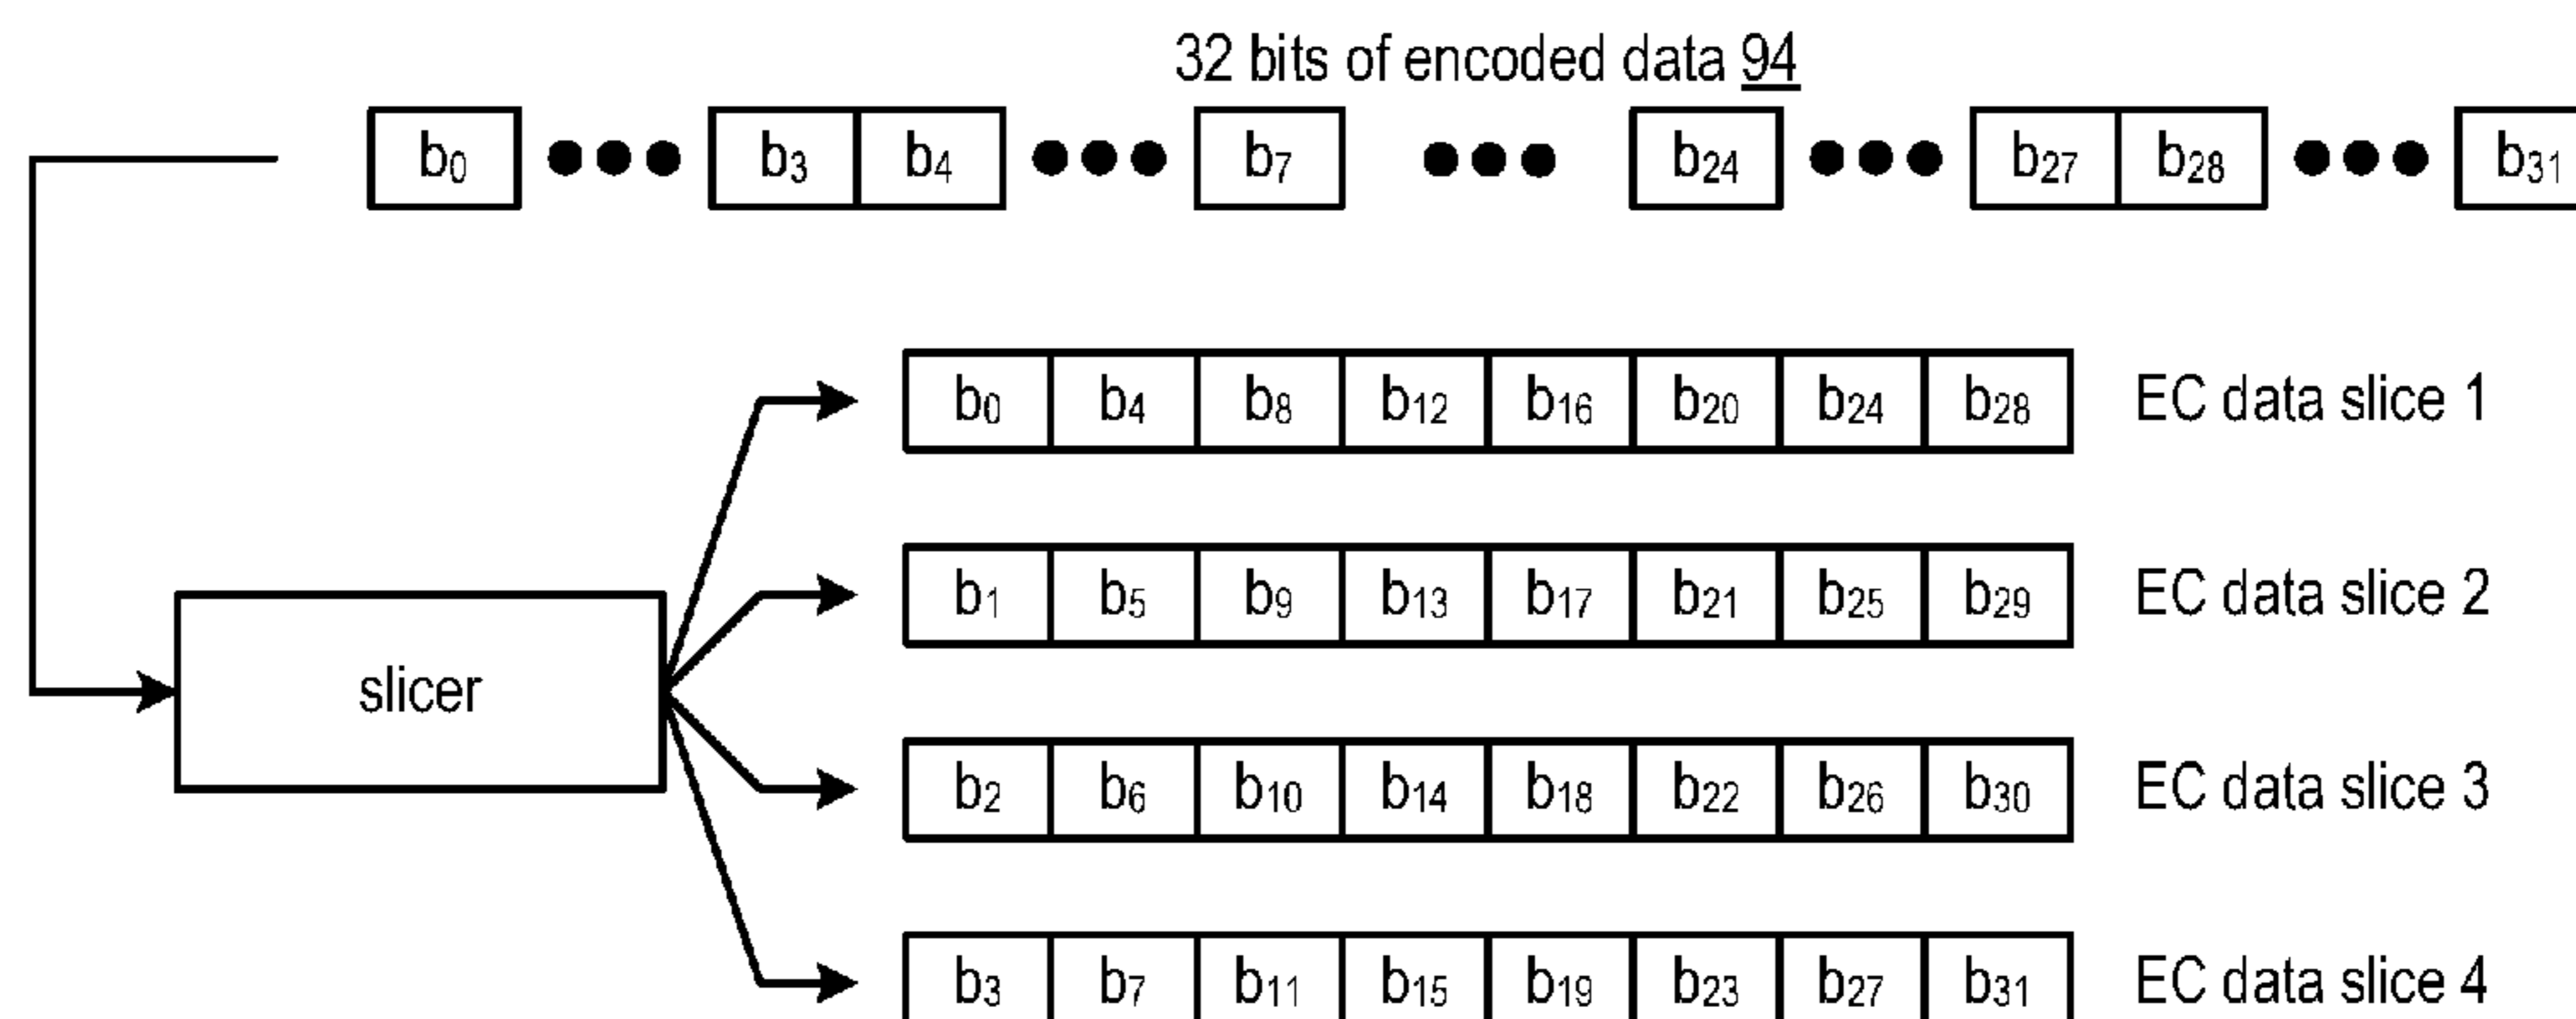 32 bits of encoded data 94
b0 ●●● b3 b4 ●●● b7 ●●● b24 ●●● b27 b28 ●●● b31
b0 b4 b8 b12 b16 b20 b24 b28 EC data slice 1
b1 b5 b9 b13 b17 b21 b25 b29 EC data slice 2
slicer
b2 b6 b10 b14 b18 b22 b26 b30 EC data slice 3
b3 b7 b11 b15 b19 b23 b27 b31 EC data slice 4